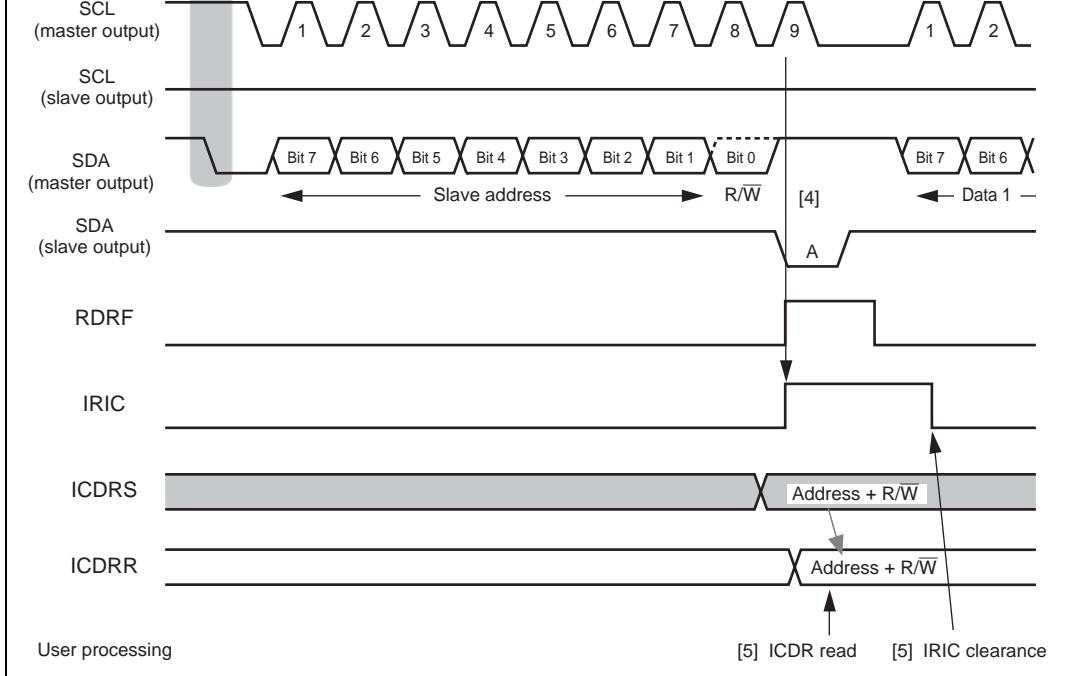 SCL
(master output)
1 2 3 4 5 6 7 8 9 1 2
SCL
(slave output)
SDA
(master output)
Bit 7 Bit 6 Bit 5 Bit 4 Bit 3 Bit 2 Bit 1 Bit 0 Bit 7 Bit 6
Slave address R/W̅ [4] Data 1
SDA
(slave output)
A
RDRF
IRIC
ICDRS
Address + R/W̅
ICDRR
Address + R/W̅
User processing
[5] ICDR read
[5] IRIC clearance